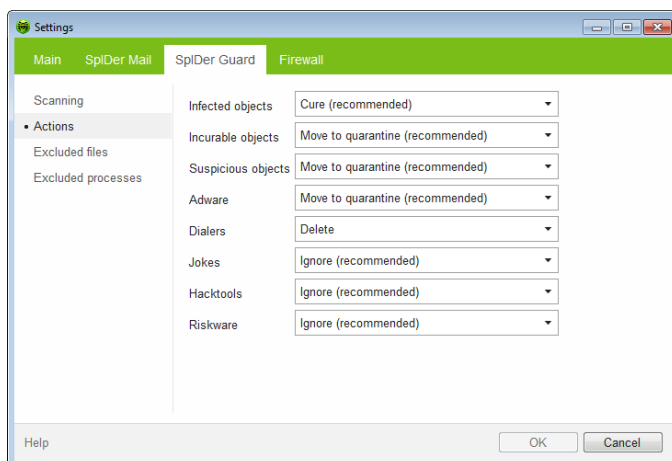 Settings
Main SpIDer Mail SpIDer Guard Firewall
Scanning
Actions
Excluded files
Excluded processes
Infected objects Cure (recommended)
Incurable objects Move to quarantine (recommended)
Suspicious objects Move to quarantine (recommended)
Adware Move to quarantine (recommended)
Dialers Delete
Jokes Ignore (recommended)
Hacktools Ignore (recommended)
Riskware Ignore (recommended)
Help OK Cancel